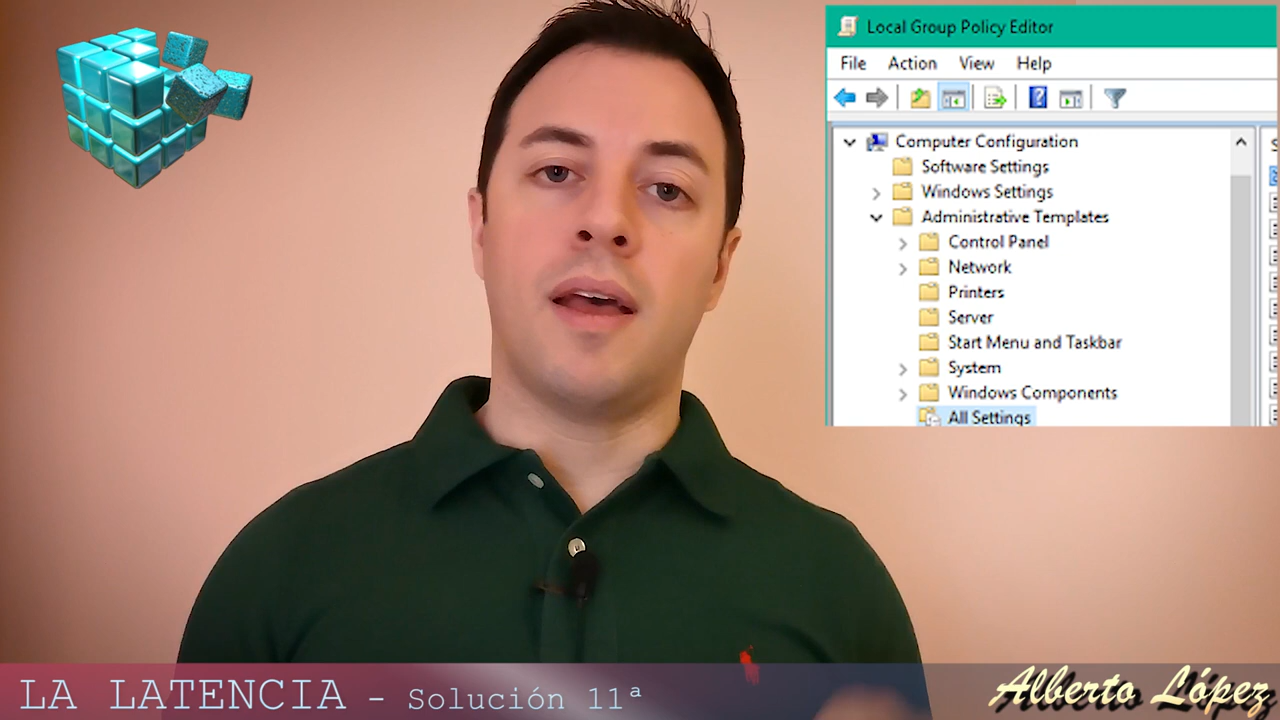 Local Group Policy Editor
File Action View Help
Computer Configuration
Software Settings
Windows Settings
Administrative Templates
Control Panel
Network
Printers
Server
Start Menu and Taskbar
System
Windows Components
All Settings
LA LATENCIA - Solución 11ª
Alberto López